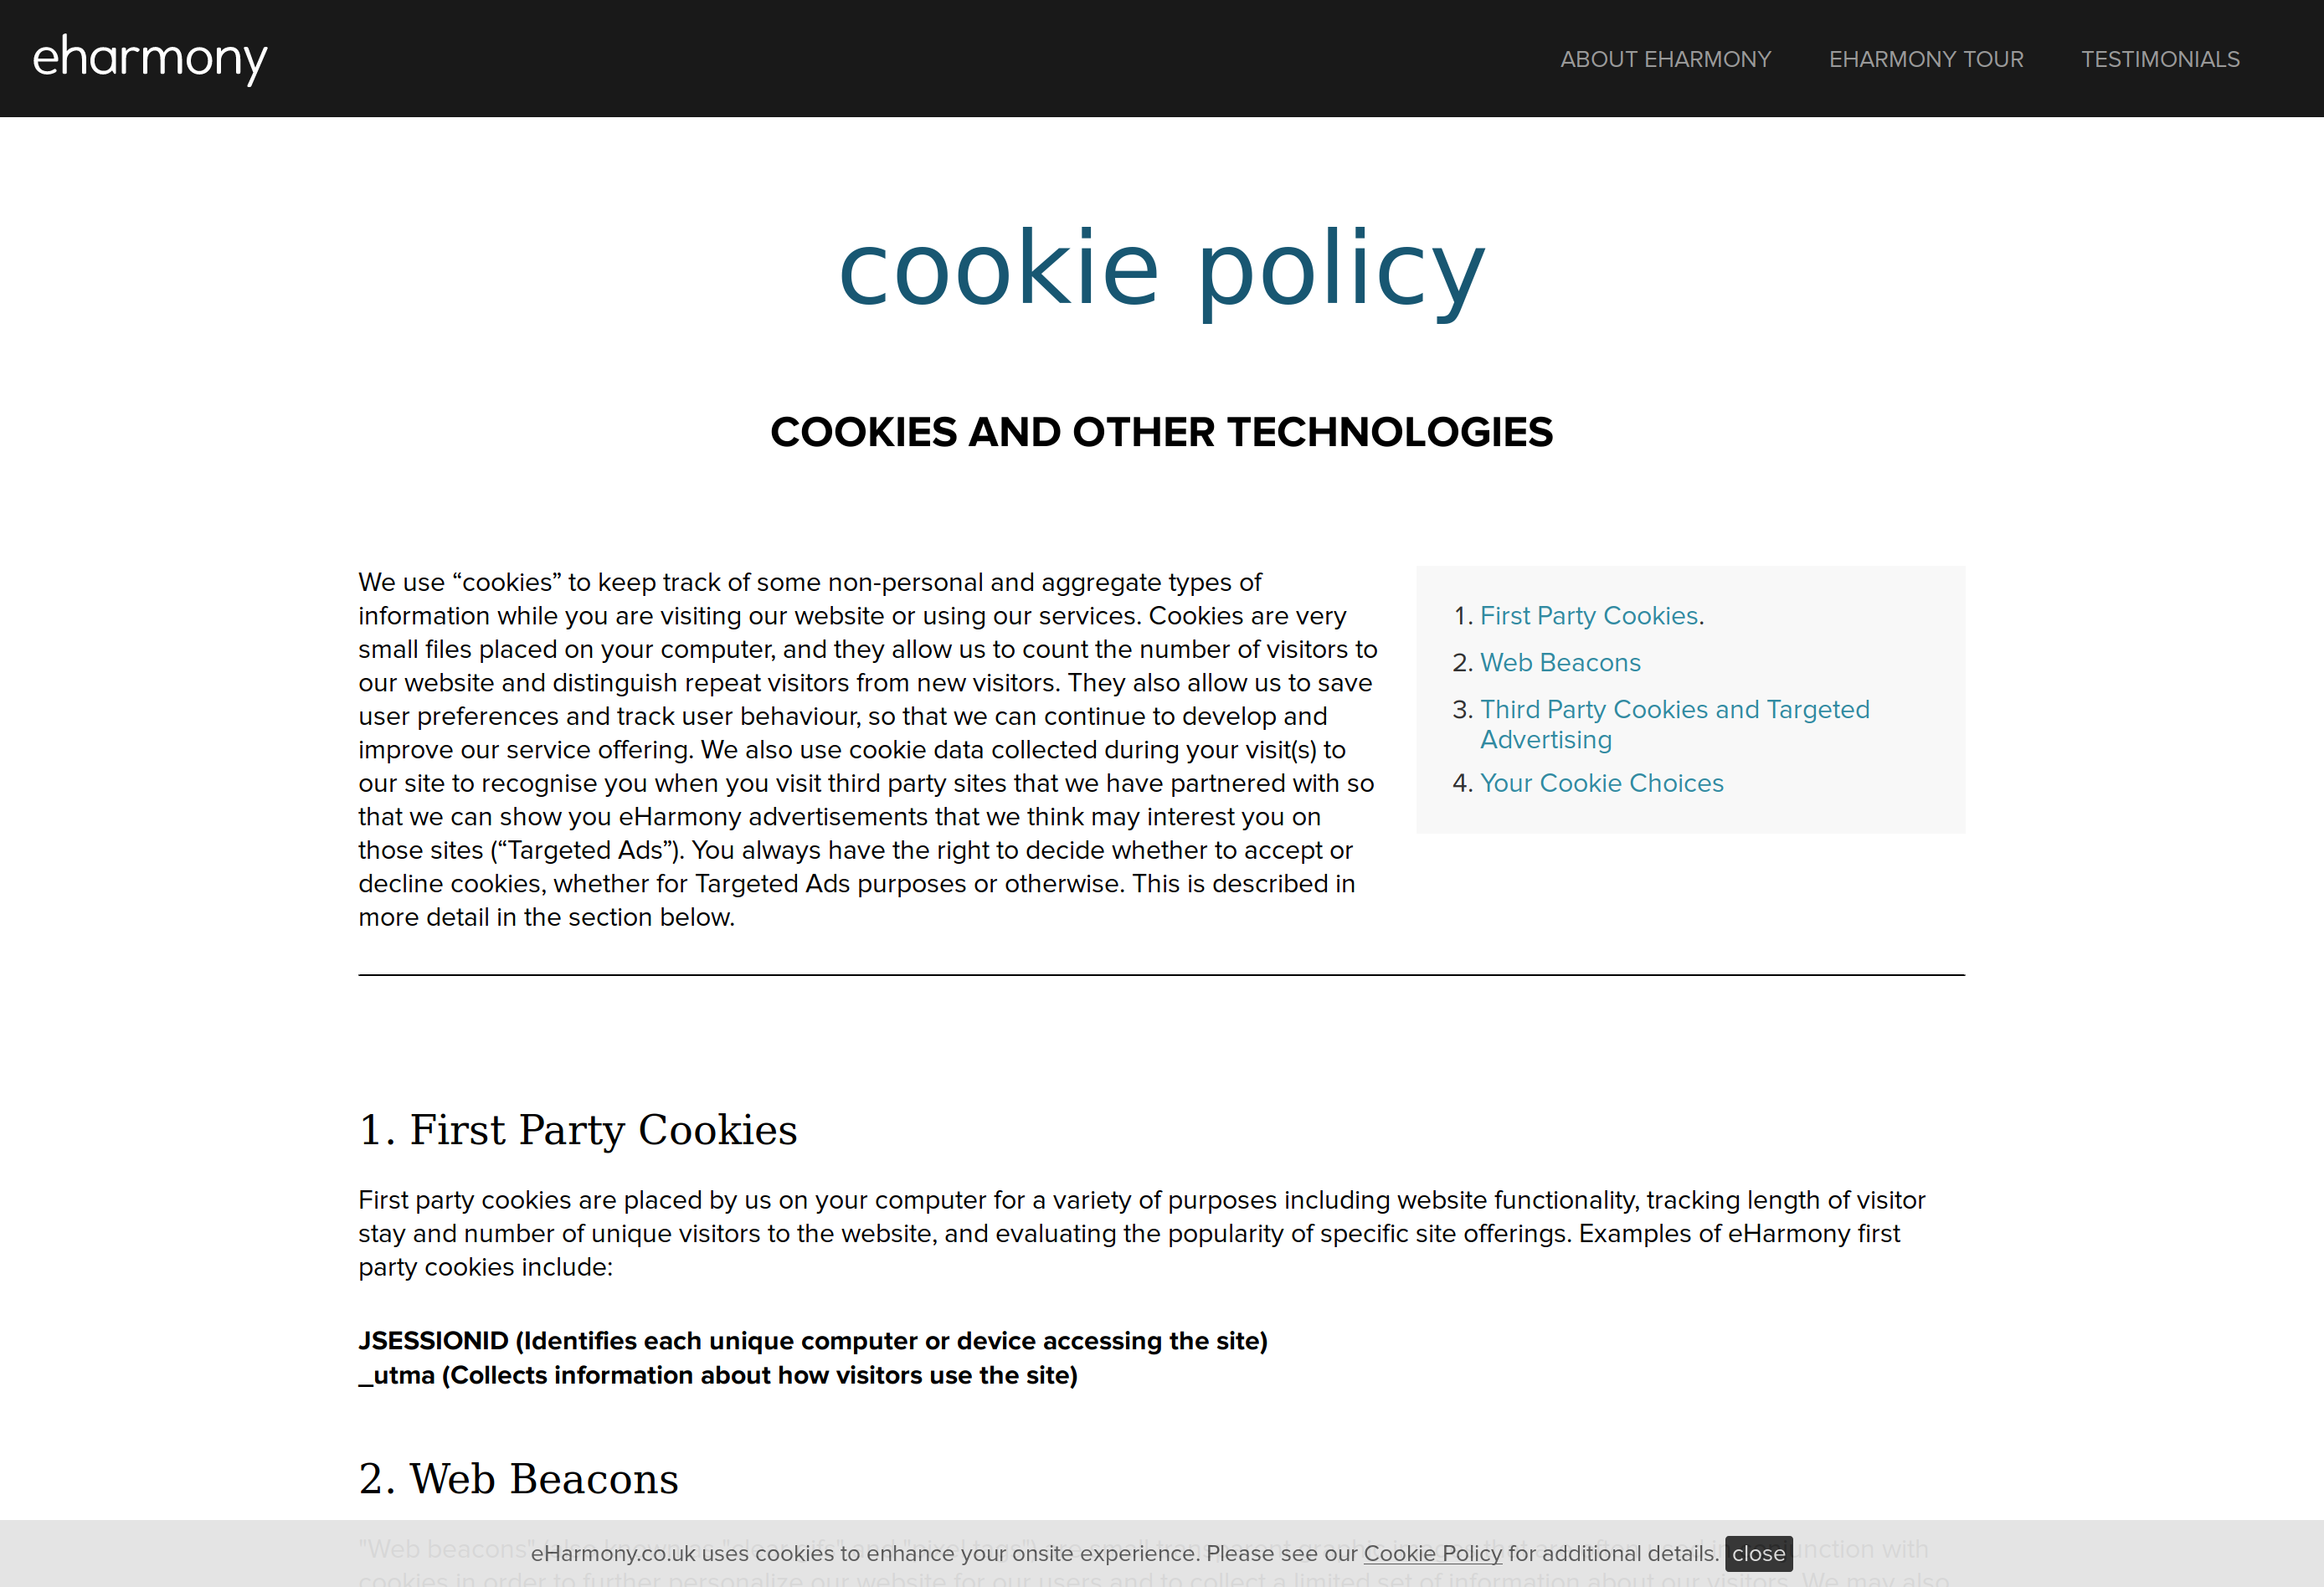 eharmony
ABOUT EHARMONY
EHARMONY TOUR
TESTIMONIALS
cookie policy
COOKIES AND OTHER TECHNOLOGIES
We use “cookies” to keep track of some non-personal and aggregate types of
information while you are visiting our website or using our services. Cookies are very
small files placed on your computer, and they allow us to count the number of visitors to
our website and distinguish repeat visitors from new visitors. They also allow us to save
user preferences and track user behaviour, so that we can continue to develop and
improve our service offering. We also use cookie data collected during your visit(s) to
our site to recognise you when you visit third party sites that we have partnered with so
that we can show you eHarmony advertisements that we think may interest you on
those sites (“Targeted Ads”). You always have the right to decide whether to accept or
decline cookies, whether for Targeted Ads purposes or otherwise. This is described in
more detail in the section below.
1. First Party Cookies.
2. Web Beacons
3. Third Party Cookies and Targeted
Advertising
4. Your Cookie Choices
1. First Party Cookies
First party cookies are placed by us on your computer for a variety of purposes including website functionality, tracking length of visitor
stay and number of unique visitors to the website, and evaluating the popularity of specific site offerings. Examples of eHarmony first
party cookies include:
JSESSIONID (Identifies each unique computer or device accessing the site)
_utma (Collects information about how visitors use the site)
2. Web Beacons
eHarmony.co.uk uses cookies to enhance your onsite experience. Please see our Cookie Policy for additional details. close
cookies in order to further personalize our website for our users and to collect a limited set of information about our visitors. We may also